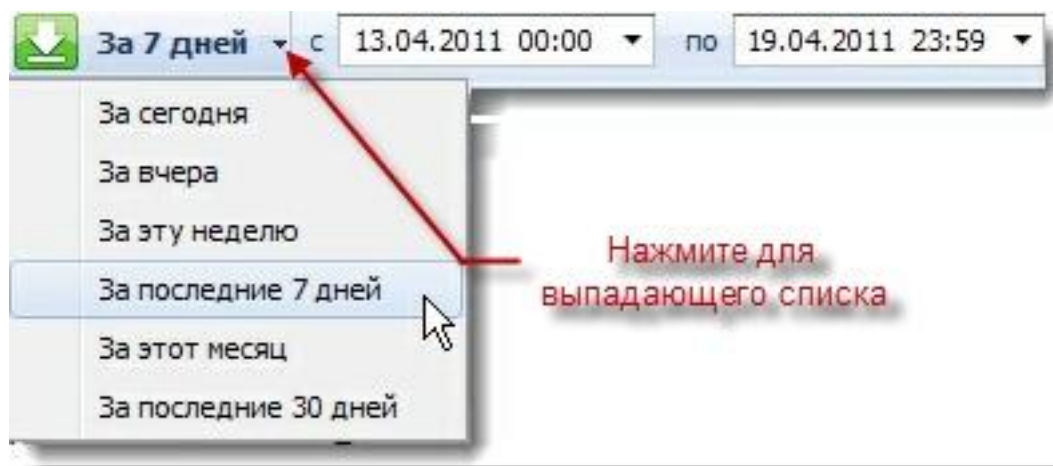 За 7 дней с 13.04.2011 00:00 по 19.04.2011 23:59
За сегодня
За вчера
За эту неделю
За последние 7 дней
За этот месяц
За последние 30 дней
Нажмите для
выпадающего списка